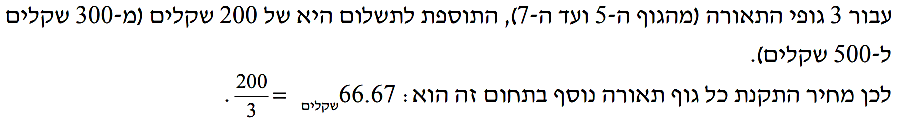 עבור 3 גופי התאורה (מהגוף ה-5 ועד ה-7), התוספת לתשלום היא של 200 שקלים (מ-300 שקלים
ל-500 שקלים).
לכן מחיר התקנת כל גוף תאורה נוסף בתחום זה הוא: 66.67 שקלים = 200/3.